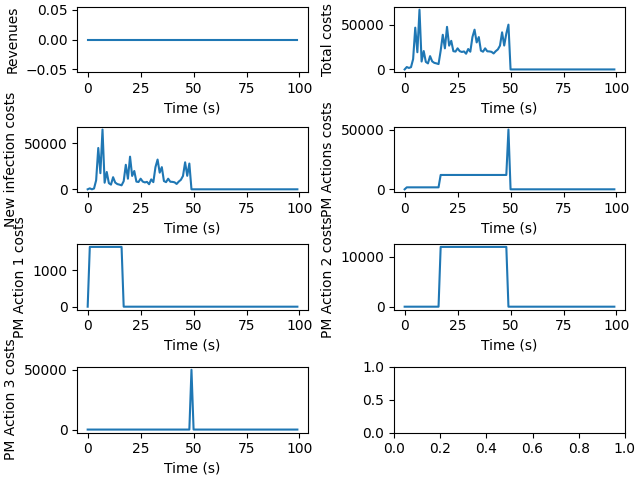 Revenues
0.05
0.00
−0.05
0 25 50 75 100
Time (s)
Total costs
50000
0
0 25 50 75 100
Time (s)
New infection costs
50000
0
0 25 50 75 100
Time (s)
PM Actions costs
50000
0
0 25 50 75 100
Time (s)
PM Action 1 costs
1000
0
0 25 50 75 100
Time (s)
PM Action 2 costs
10000
0
0 25 50 75 100
Time (s)
PM Action 3 costs
50000
0
0 25 50 75 100
Time (s)
1.0
0.5
0.0
0.0 0.2 0.4 0.6 0.8 1.0